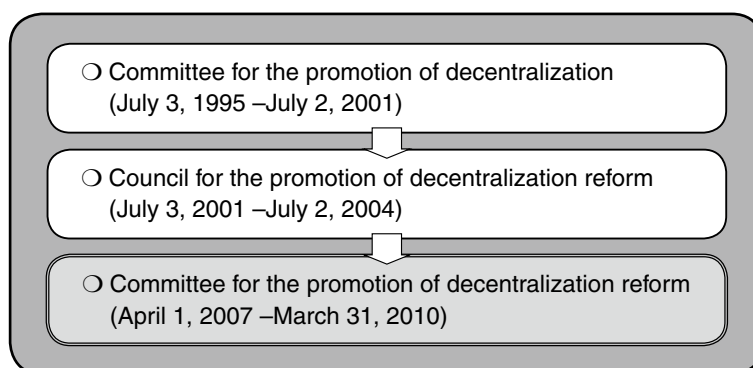 ❍ Committee for the promotion of decentralization
(July 3, 1995 –July 2, 2001)
❍ Council for the promotion of decentralization reform
(July 3, 2001 –July 2, 2004)
❍ Committee for the promotion of decentralization reform
(April 1, 2007 –March 31, 2010)